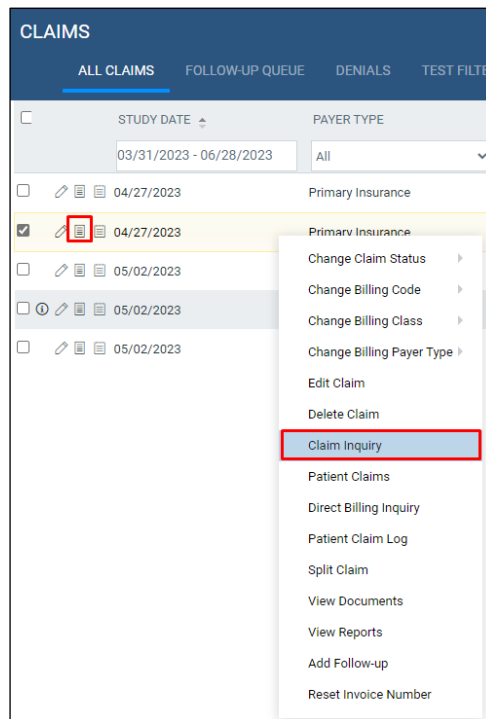 CLAIMS
ALL CLAIMS FOLLOW-UP QUEUE DENIALS TEST FILTE
STUDY DATE PAYER TYPE
03/31/2023 - 06/28/2023 All
04/27/2023 Primary Insurance
04/27/2023 Primary Insurance
Change Claim Status
05/02/2023
Change Billing Code
05/02/2023
Change Billing Class
05/02/2023
Change Billing Payer Type
Edit Claim
Delete Claim
Claim Inquiry
Patient Claims
Direct Billing Inquiry
Patient Claim Log
Split Claim
View Documents
View Reports
Add Follow-up
Reset Invoice Number